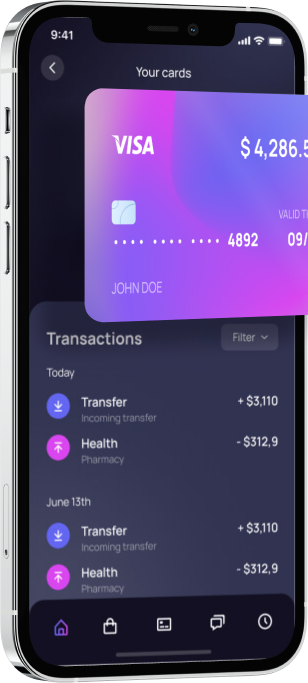 9:41
Your cards
VISA
$ 4,286.5
VALID T
•••• •••• •••• 4892 09/
JOHN DOE
Transactions
Filter
Today
Transfer + $3,110
Incoming transfer
Health - $312,9
Pharmacy
June 13th
Transfer + $3,110
Incoming transfer
Health - $312,9
Pharmacy